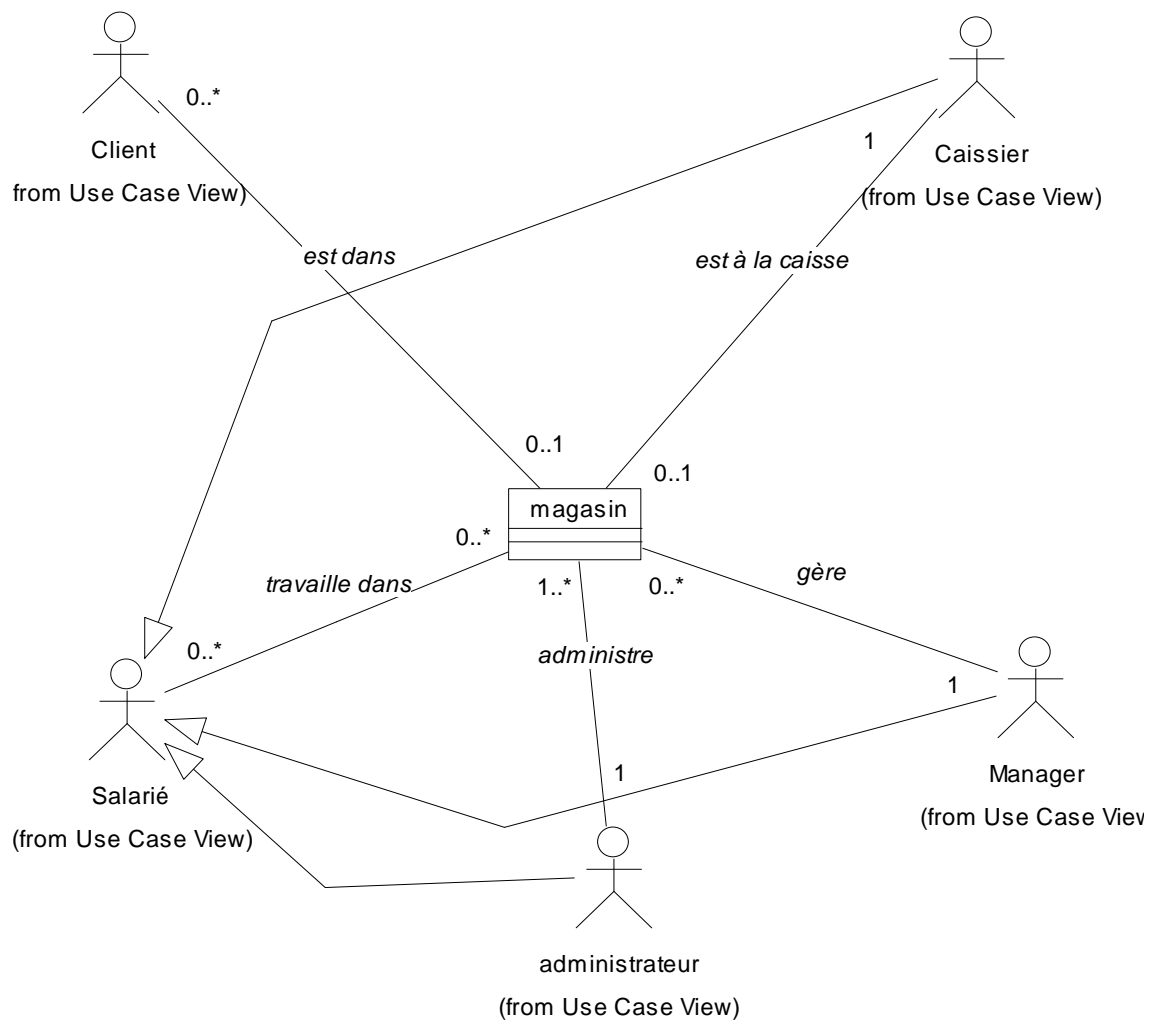 0..*
Client
from Use Case View)
1
Caissier
(from Use Case View)
est dans
est à la caisse
0..1
0..1
magasin
0..*
travaille dans
1..*
0..*
gère
0..*
administre
1
Salarié
(from Use Case View)
1
Manager
(from Use Case View
administrateur
(from Use Case View)